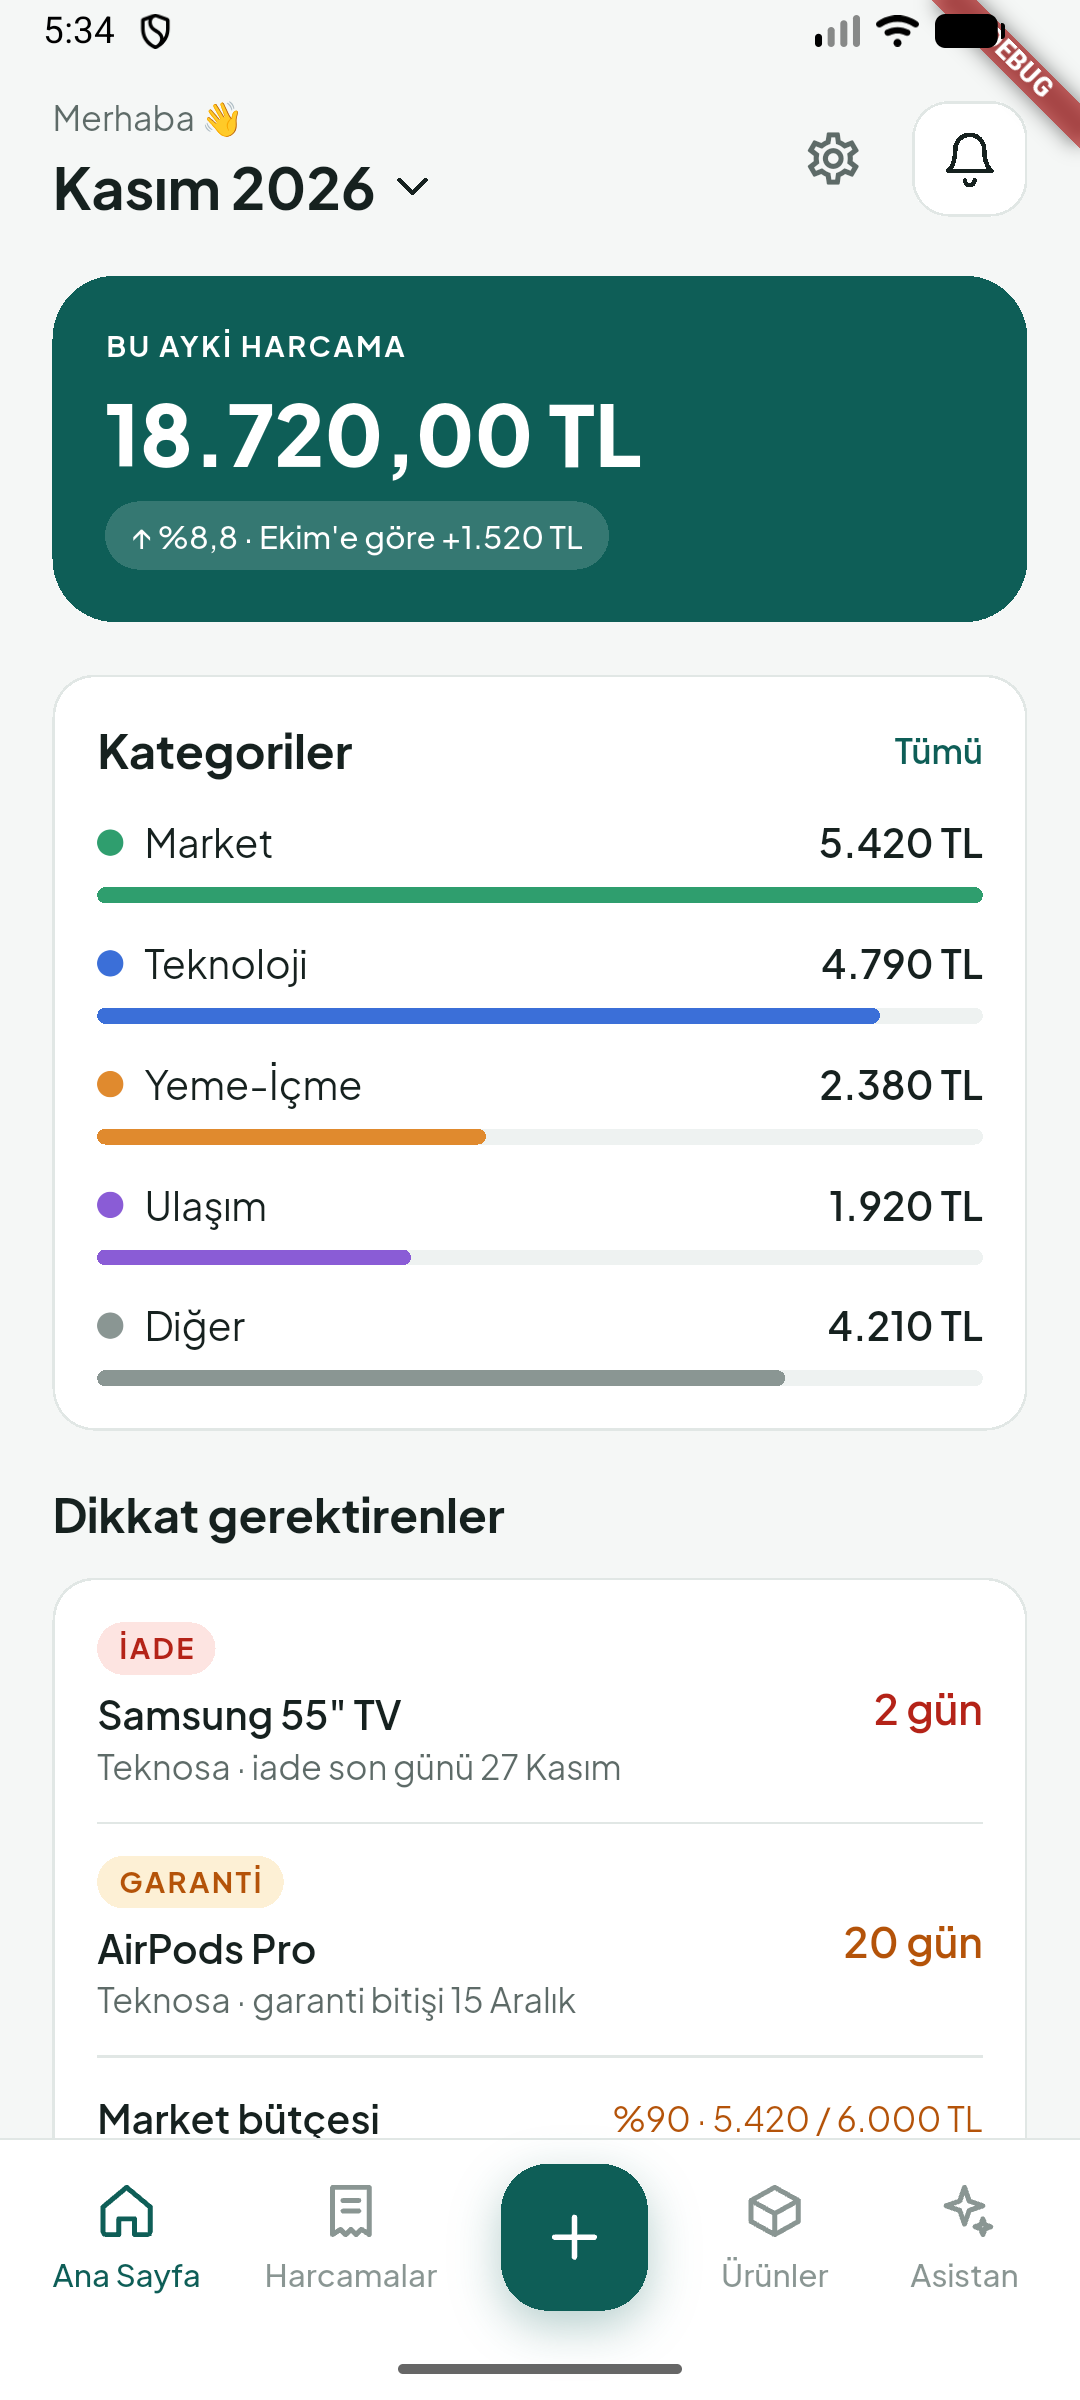 5:34
EBUG
Merhaba 👋
Kasım 2026
BU AYKİ HARCAMA
18.720,00 TL
↑ %8,8 · Ekim'e göre +1.520 TL
Kategoriler Tümü
Market 5.420 TL
Teknoloji 4.790 TL
Yeme-İçme 2.380 TL
Ulaşım 1.920 TL
Diğer 4.210 TL
Dikkat gerektirenler
İADE
Samsung 55" TV 2 gün
Teknosa · iade son günü 27 Kasım
GARANTİ
AirPods Pro 20 gün
Teknosa · garanti bitişi 15 Aralık
Market bütçesi %90 · 5.420 / 6.000 TL
Ana Sayfa Harcamalar Ürünler Asistan